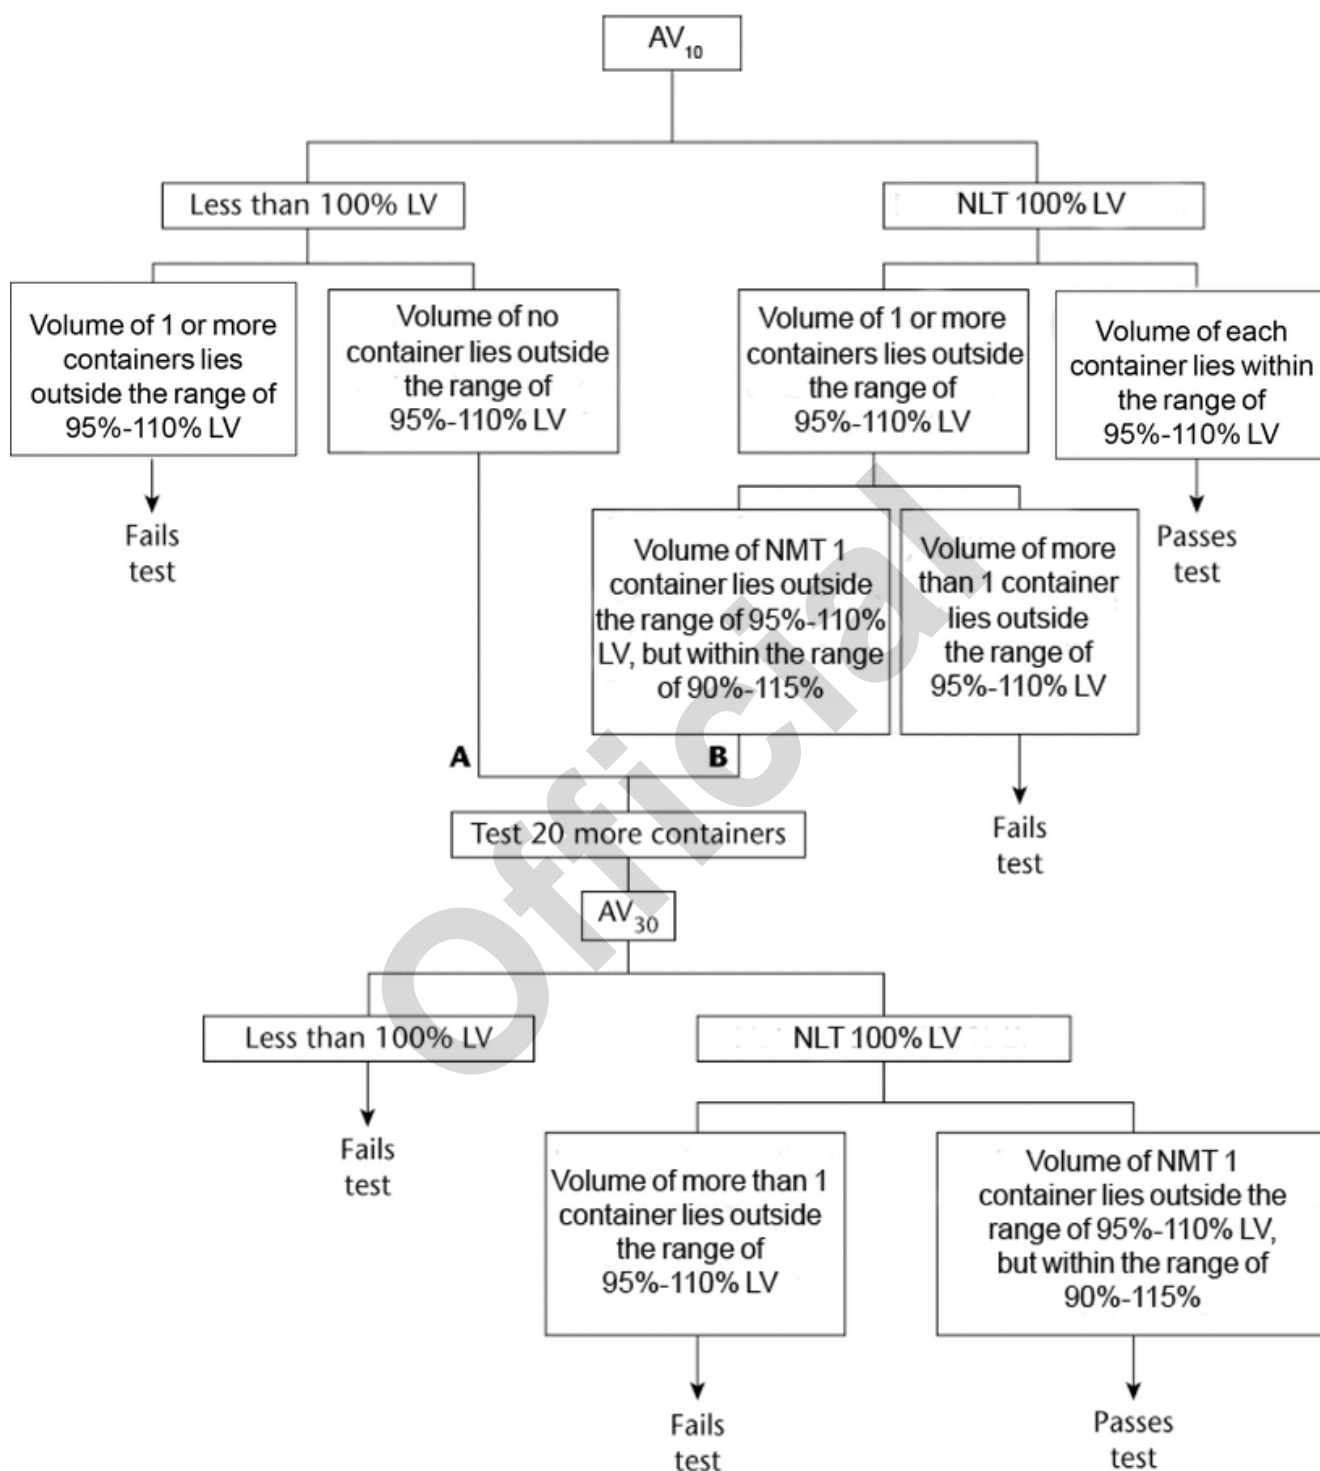 AV10
Less than 100% LV
NLT 100% LV
Volume of 1 or more
containers lies
outside the range of
95%-110% LV
Volume of no
container lies outside
the range of
95%-110% LV
Volume of 1 or more
containers lies outside
the range of
95%-110% LV
Volume of each
container lies within
the range of
95%-110% LV
Fails
test
Volume of NMT 1
container lies outside
the range of 95%-110%
LV, but within the range
of 90%-115%
Volume of more
than 1 container
lies outside
the range of
95%-110% LV
Passes
test
A
B
Fails
test
Test 20 more containers
AV30
Less than 100% LV
NLT 100% LV
Fails
test
Volume of more than 1
container lies outside
the range of
95%-110% LV
Volume of NMT 1
container lies outside the
range of 95%-110% LV,
but within the range of
90%-115%
Fails
test
Passes
test
Official